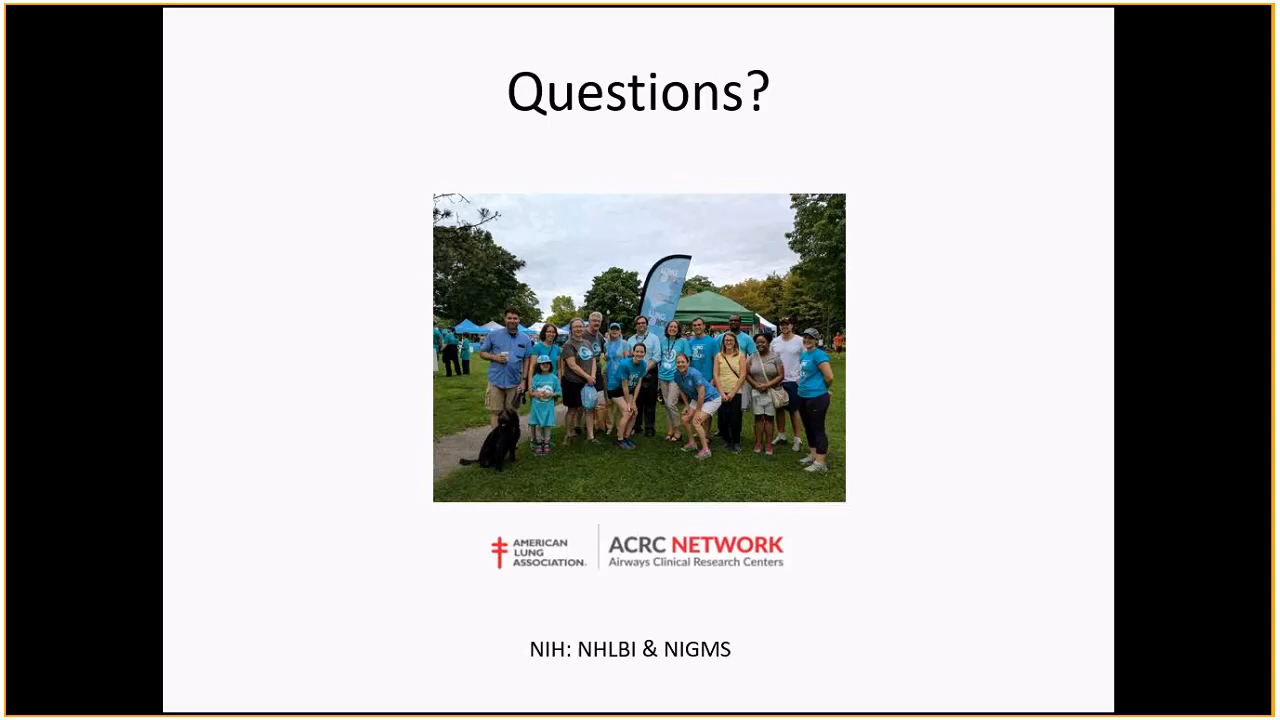 Questions?
AMERICAN
LUNG
ASSOCIATION.
ACRC NETWORK
Airways Clinical Research Centers
NIH: NHLBI & NIGMS